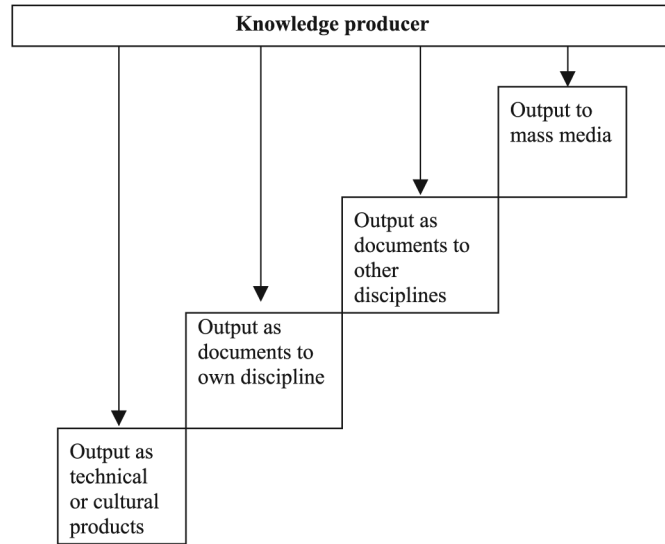 Knowledge producer
Output to
mass media
Output as
documents to
other
disciplines
Output as
documents to
own discipline
Output as
technical
or cultural
products